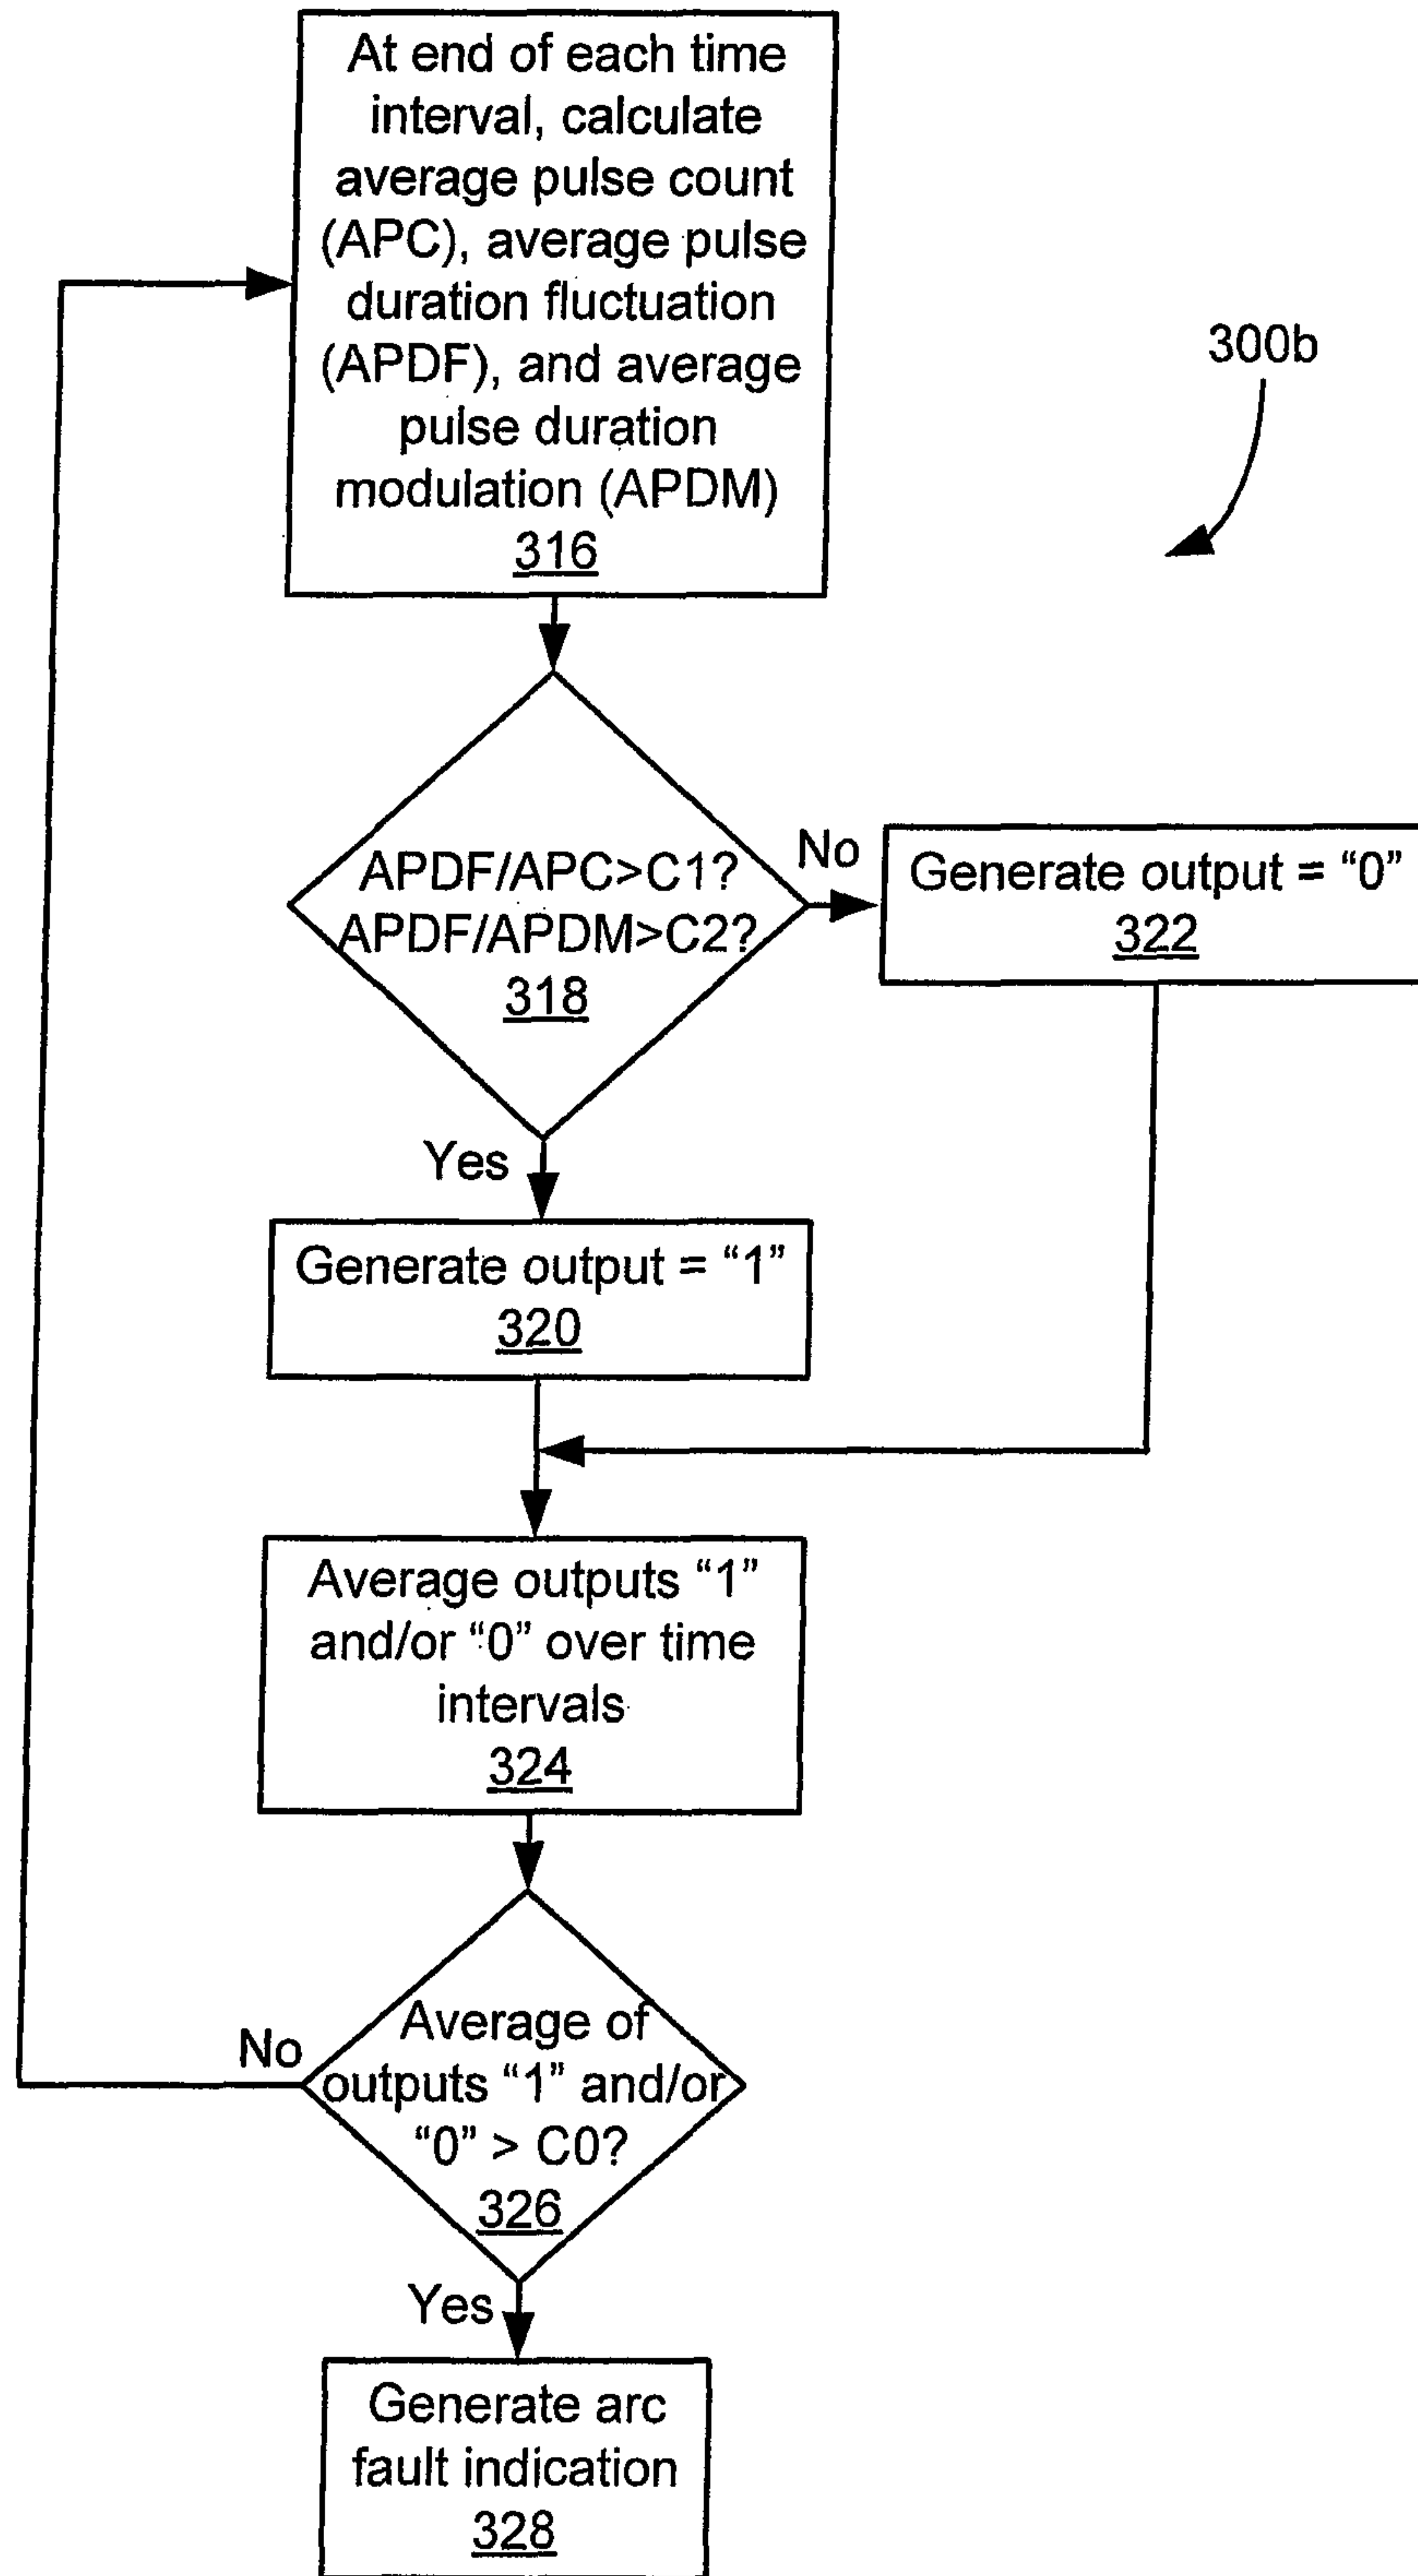 At end of each time
interval, calculate
average pulse count
(APC), average pulse
duration fluctuation
(APDF), and average
pulse duration
modulation (APDM)
316
300b
APDF/APC>C1?
APDF/APDM>C2?
318
No
Generate output = “0”
322
Yes
Generate output = “1”
320
Average outputs “1”
and/or “0” over time
intervals
324
Average of
outputs “1” and/or
“0” > C0?
326
No
Yes
Generate arc
fault indication
328